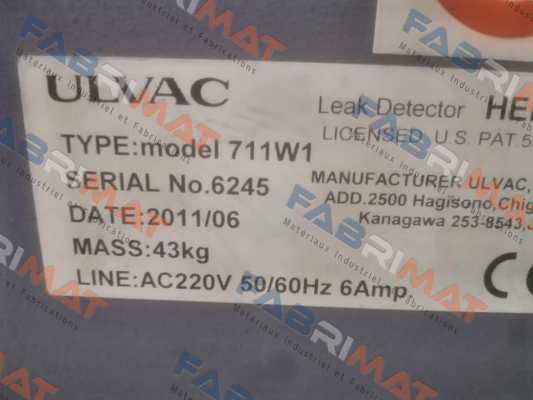 ULVAC
Leak Detector HE
LICENSED U.S. PAT.5
TYPE:model 711W1
SERIAL No.6245
MANUFACTURER ULVAC,
DATE:2011/06
ADD.2500 Hagisono,Chig
Kanagawa 253-8543,
MASS:43kg
LINE:AC220V 50/60Hz 6Amp.
CE
FABRIMAT
Materiaux Industriel et Fabrications